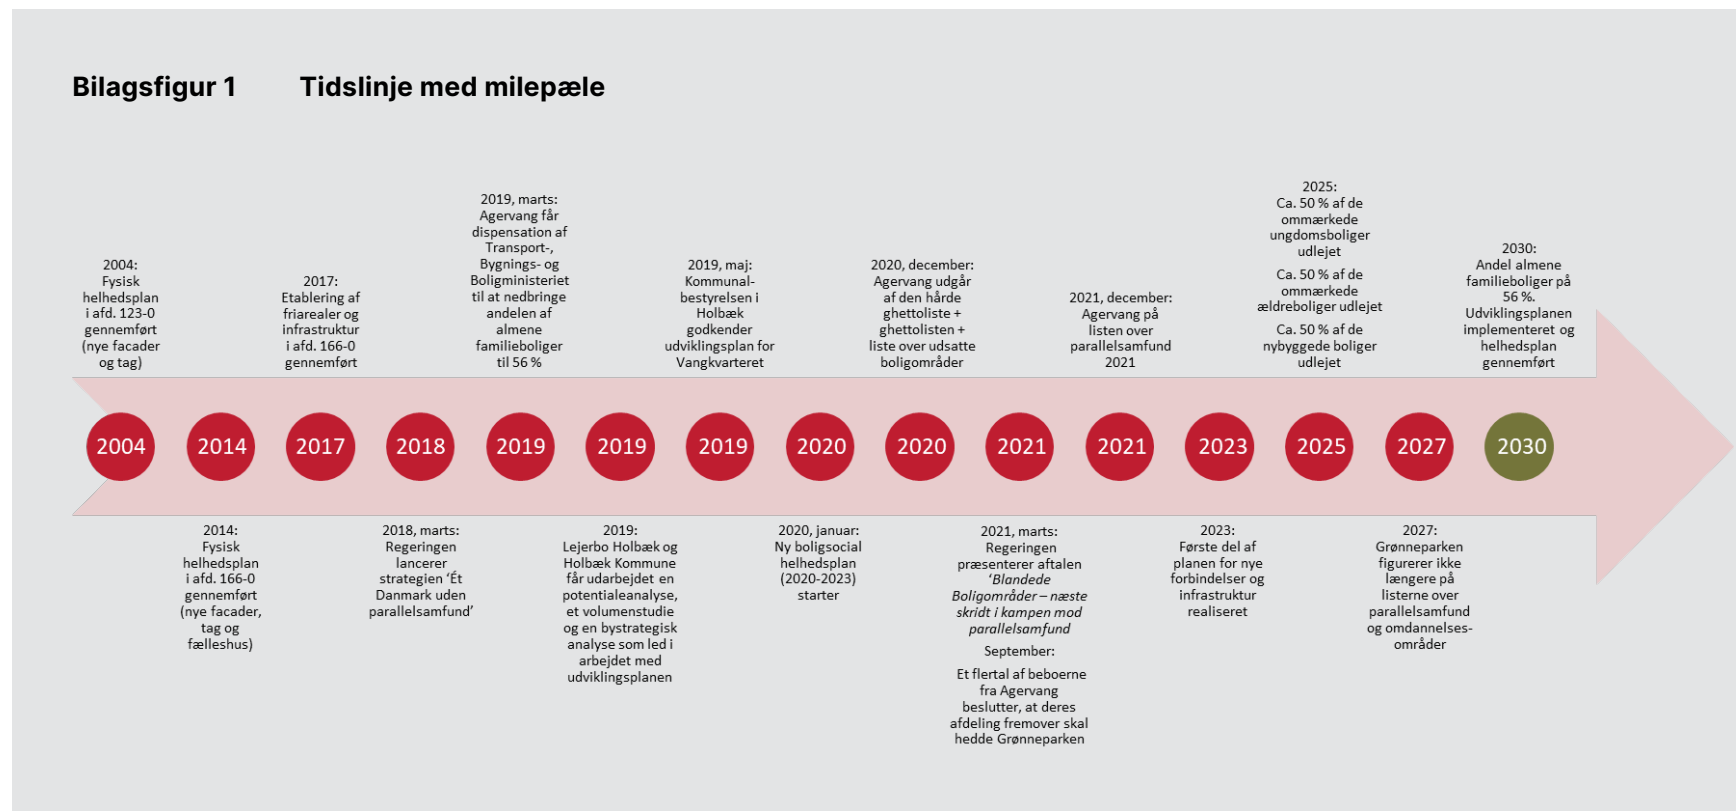 Bilagsfigur 1 Tidslinje med milepæle
2004:
Fysisk
helhedsplan
i afd. 123-0
gennemført
(nye facader
og tag)
2017:
Etablering af
friarealer og
infrastruktur
i afd. 166-0
gennemført
2019, marts:
Agervang får
dispensation af
Transport-,
Bygnings- og
Boligministeriet
til at nedbringe
andelen af
almene
familieboliger
til 56 %
2019, maj:
Kommunal-
bestyrelsen i
Holbæk
godkender
udviklingsplan for
Vangkvarteret
2020, december:
Agervang udgår
af den hårde
ghettoliste +
ghettolisten +
liste over udsatte
boligområder
2021, december:
Agervang på
listen over
parallelsamfund
2021
2025:
Ca. 50 % af de
ommærkede
ungdomsboliger
udlejet
Ca. 50 % af de
ommærkede
ældreboliger udlejet
Ca. 50 % af de
nybyggede boliger
udlejet
2030:
Andel almene
familieboliger på
56 %.
Udviklingsplanen
implementeret og
helhedsplan
gennemført
2004 2014 2017 2018 2019 2019 2019 2020 2020 2021 2021 2023 2025 2027 2030
2014:
Fysisk
helhedsplan
i afd. 166-0
gennemført
(nye facader,
tag og
fælleshus)
2018, marts:
Regeringen
lancerer
strategien ‘Ét
Danmark uden
parallelsamfund’
2019:
Lejerbo Holbæk og
Holbæk Kommune
får udarbejdet en
potentialeanalyse,
et volumenstudie
og en bystrategisk
analyse som led i
arbejdet med
udviklingsplanen
2020, januar:
Ny boligsocial
helhedsplan
(2020-2023)
starter
2021, marts:
Regeringen
præsenterer aftalen
‘Blandede
Boligområder – næste
skridt i kampen mod
parallelsamfund
September:
Et flertal af beboerne
fra Agervang
beslutter, at deres
afdeling fremover skal
hedde Grønneparken
2023:
Første del af
planen for nye
forbindelser og
infrastruktur
realiseret
2027:
Grønneparken
figurerer ikke
længere på
listerne over
parallelsamfund
og omdannelses-
områder